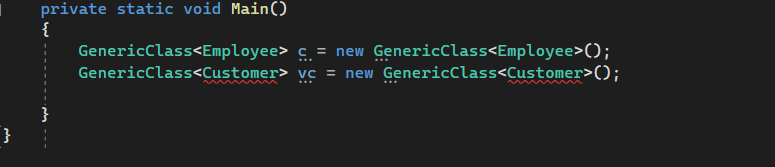 private static void Main()
{
GenericClass<Employee> c = new GenericClass<Employee>();
GenericClass<Customer> vc = new GenericClass<Customer>();
}
}